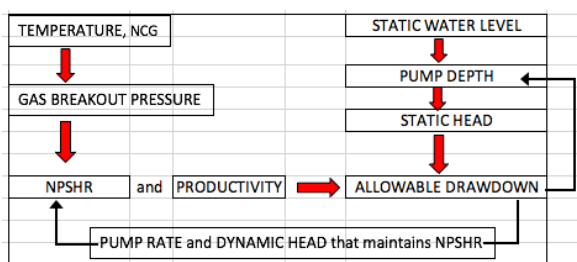 TEMPERATURE, NCG
STATIC WATER LEVEL
PUMP DEPTH
GAS BREAKOUT PRESSURE
STATIC HEAD
NPSHR and PRODUCTIVITY ALLOWABLE DRAWDOWN
PUMP RATE and DYNAMIC HEAD that maintains NPSHR